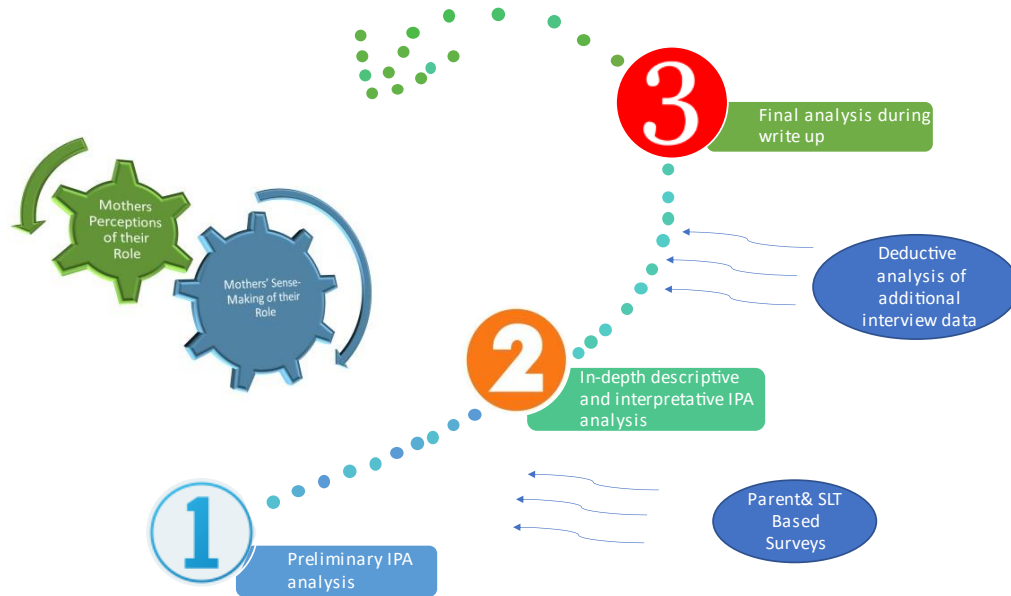 3
Final analysis during
write up
Mothers
Perceptions
of their
Role
Mothers' Sense-
Making of their
Role
Deductive
analysis of
additional
interview data
2
In-depth descriptive
and interpretative IPA
analysis
1
Preliminary IPA
analysis
Parent& SLT
Based
Surveys